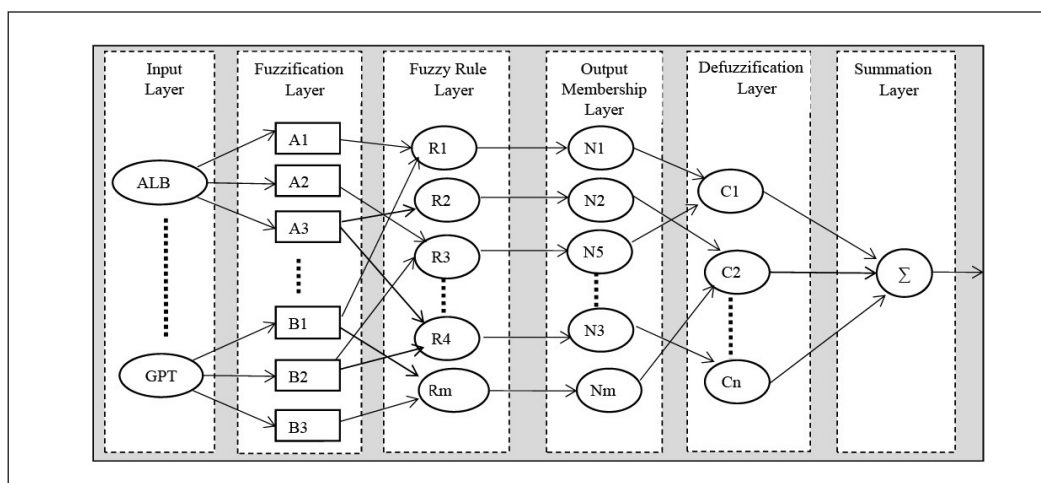 Input
Layer
Fuzzification
Layer
Fuzzy Rule
Layer
Output
Membership
Layer
Defuzzification
Layer
Summation
Layer
ALB
GPT
A1
A2
A3
B1
B2
B3
R1
R2
R3
R4
Rm
N1
N2
N5
N3
Nm
C1
C2
Cn
Σ